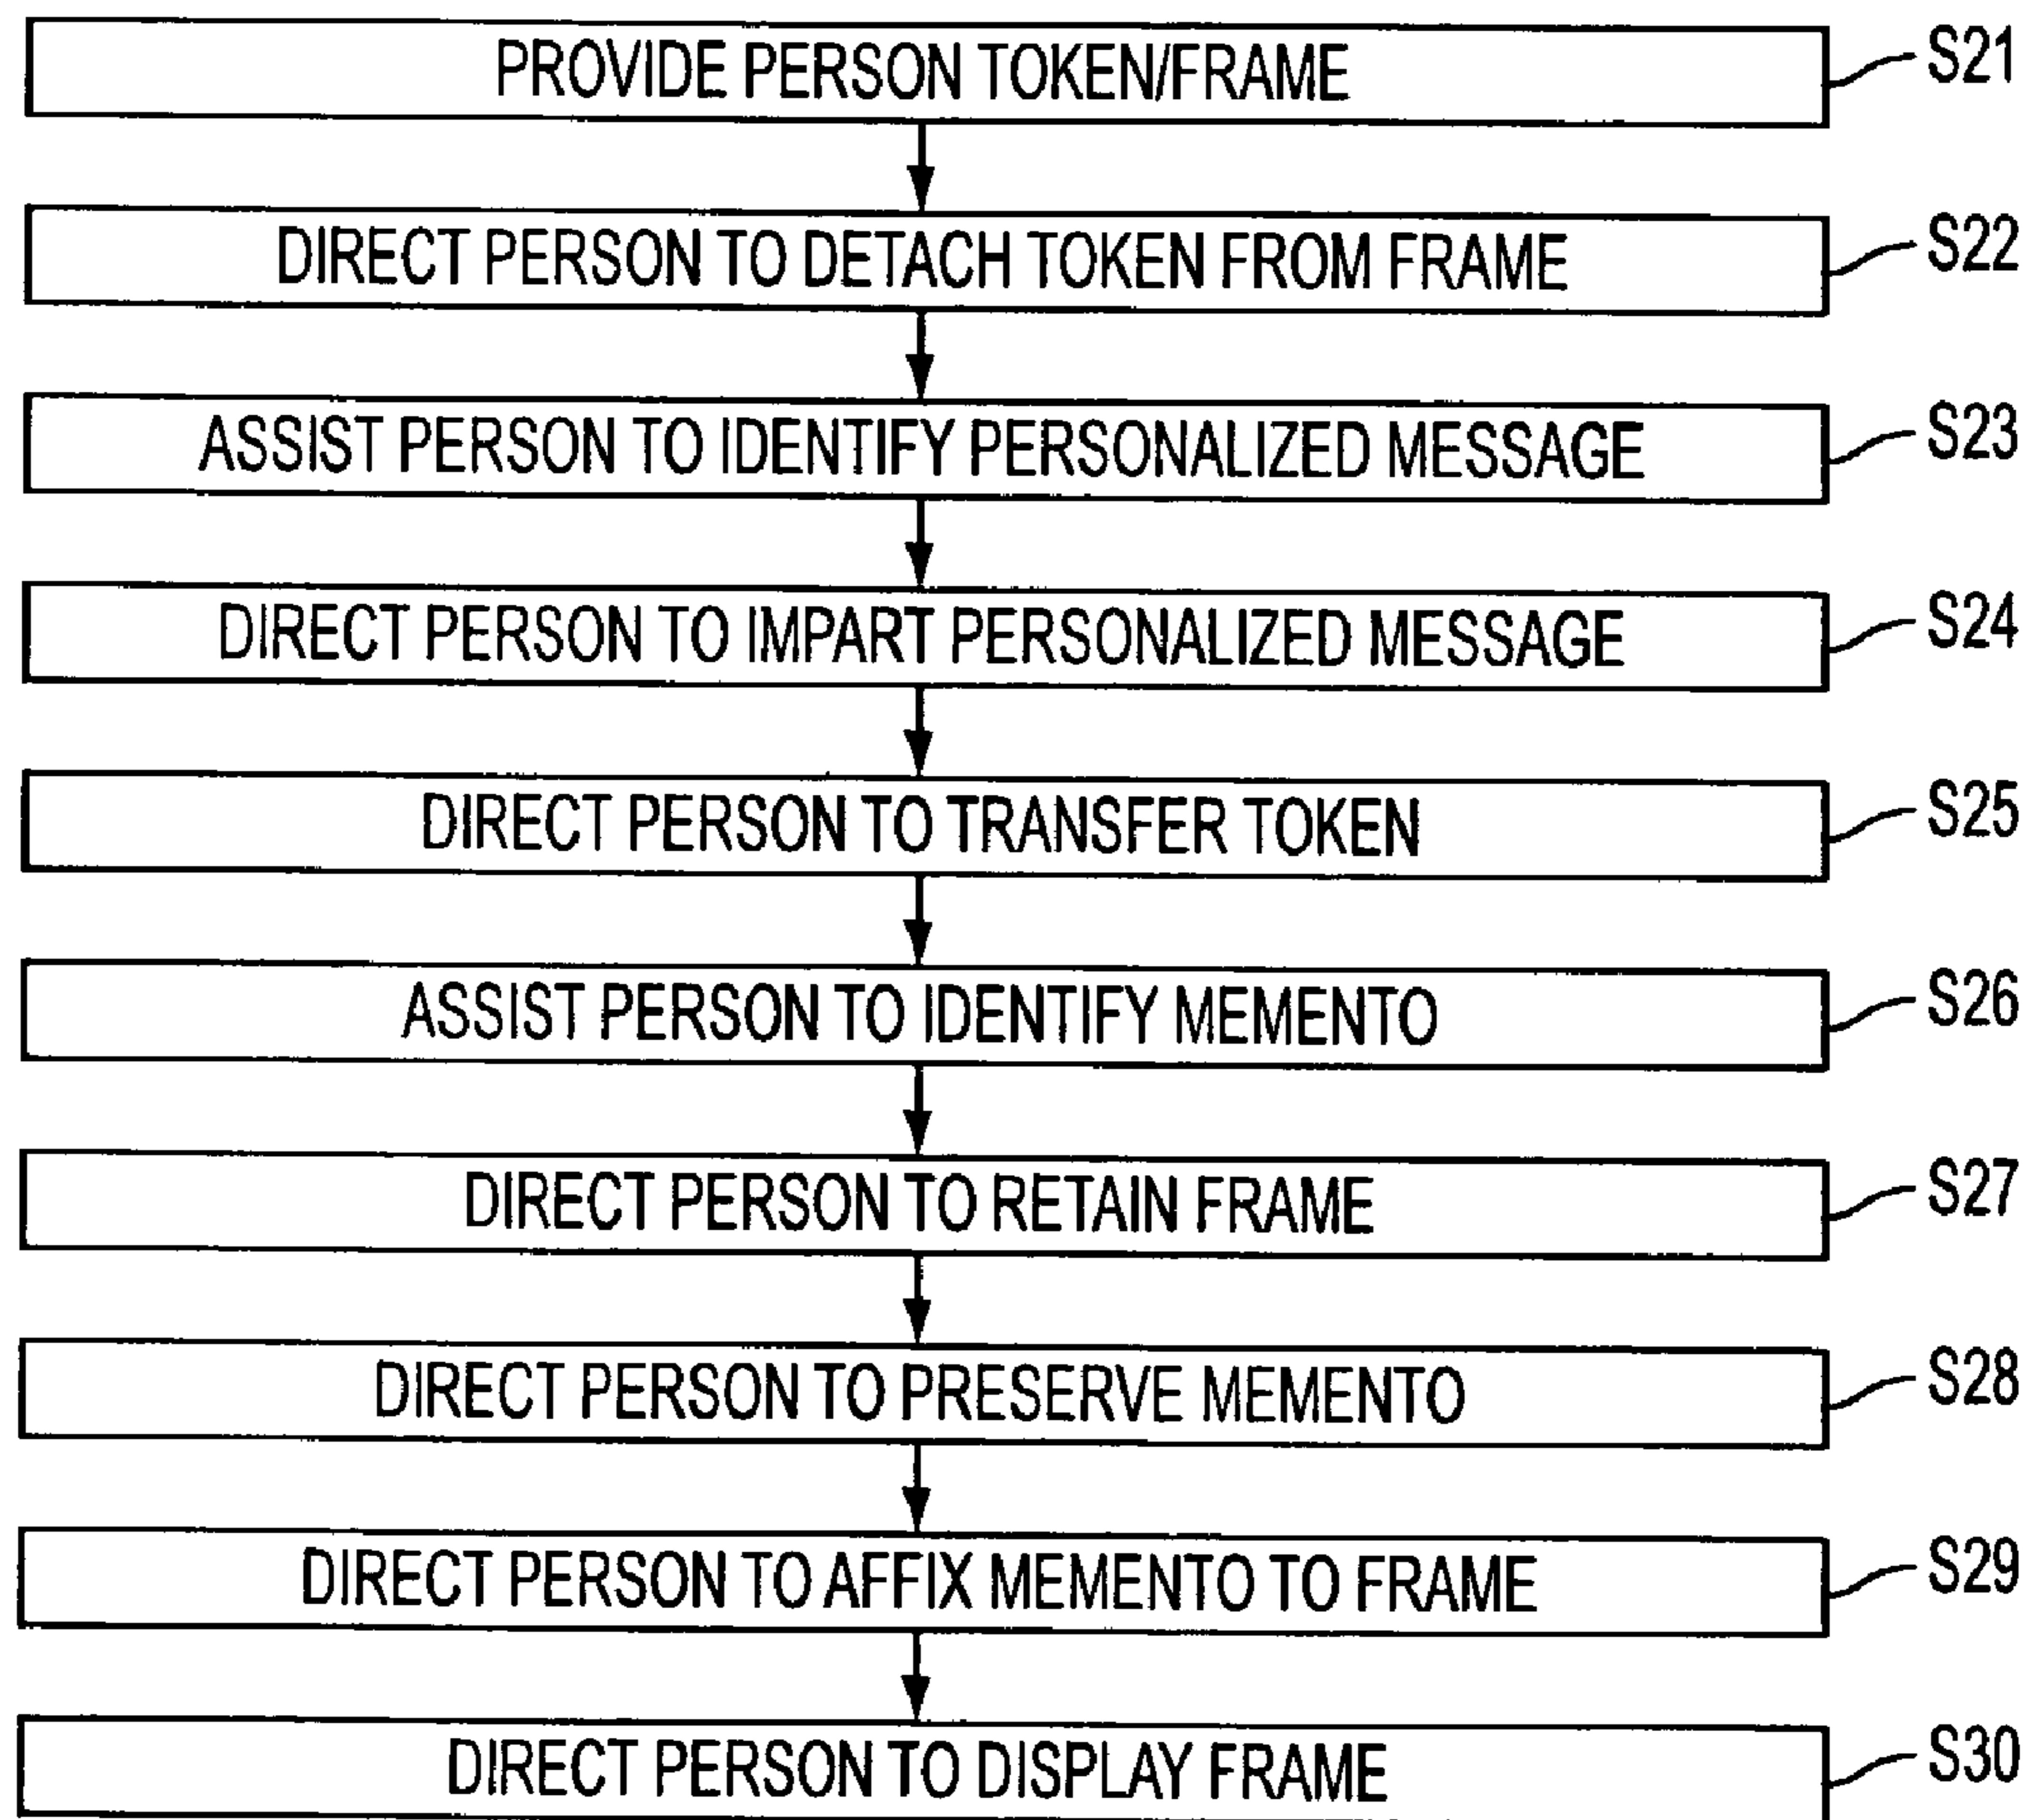 PROVIDE PERSON TOKEN/FRAME S21
DIRECT PERSON TO DETACH TOKEN FROM FRAME S22
ASSIST PERSON TO IDENTIFY PERSONALIZED MESSAGE S23
DIRECT PERSON TO IMPART PERSONALIZED MESSAGE S24
DIRECT PERSON TO TRANSFER TOKEN S25
ASSIST PERSON TO IDENTIFY MEMENTO S26
DIRECT PERSON TO RETAIN FRAME S27
DIRECT PERSON TO PRESERVE MEMENTO S28
DIRECT PERSON TO AFFIX MEMENTO TO FRAME S29
DIRECT PERSON TO DISPLAY FRAME S30